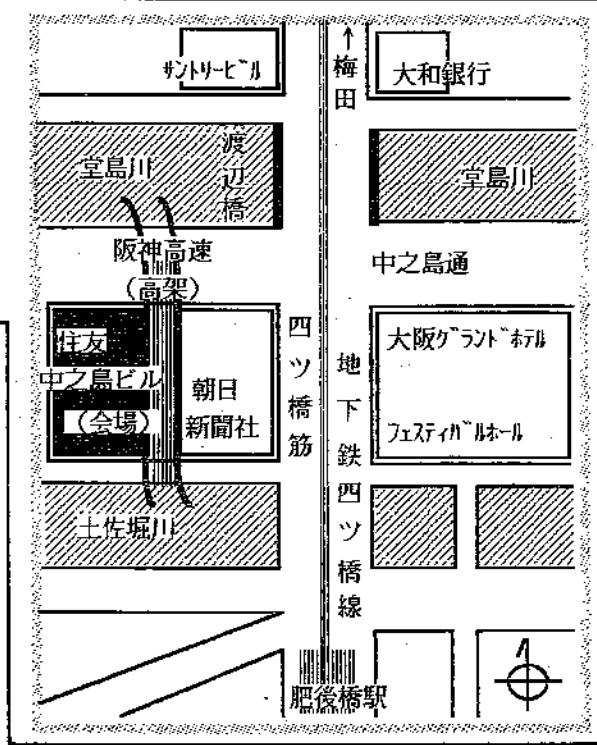 サントリービル
↑梅田
大和銀行
堂島川
渡辺橋
堂島川
阪神高速
(高架)
中之島通
住友
中之島ビル
(会場)
朝日
新聞社
四ツ橋筋
地下鉄四ツ橋線
大阪グランドホテル
フェスティバルホール
土佐堀川
肥後橋駅